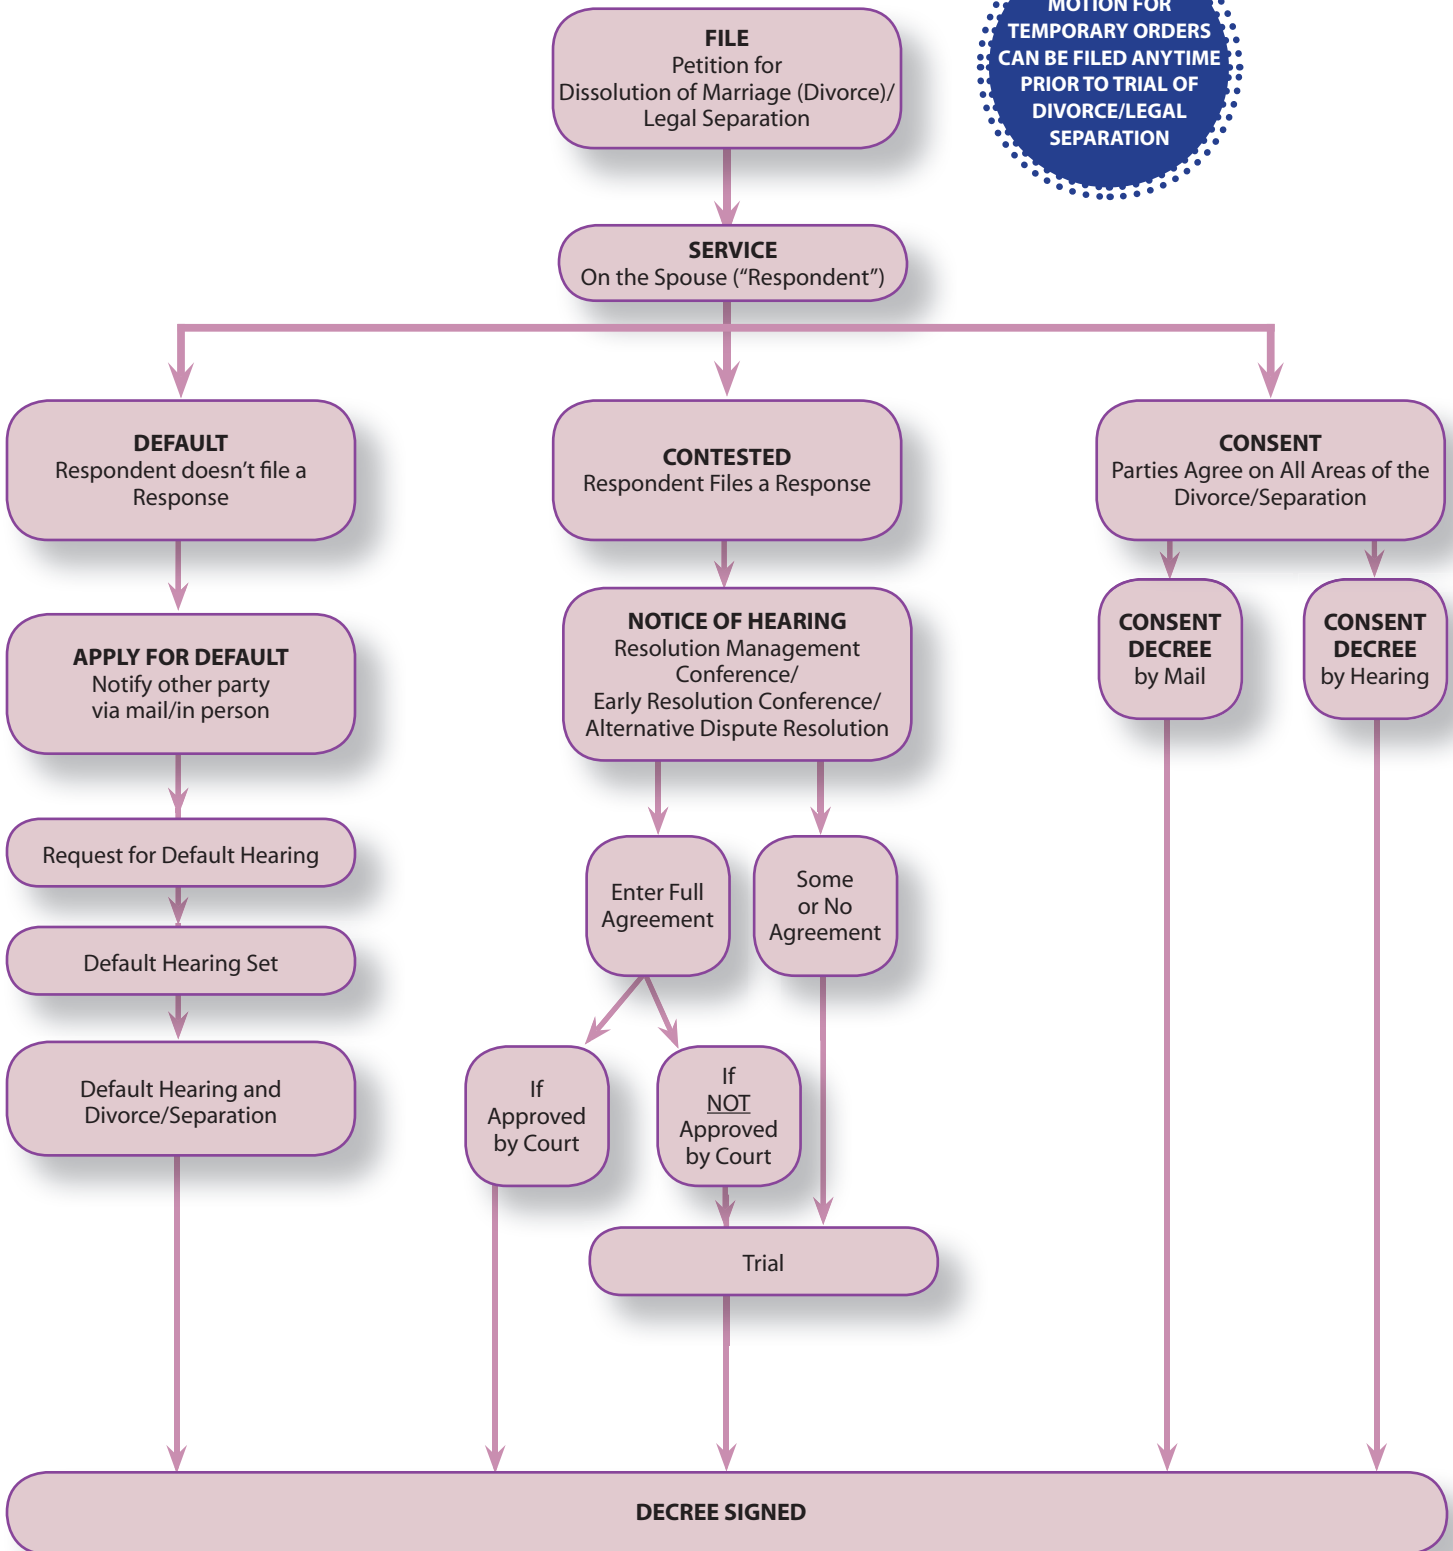 FILE
Petition for
Dissolution of Marriage (Divorce)/
Legal Separation
MOTION FOR
TEMPORARY ORDERS
CAN BE FILED ANYTIME
PRIOR TO TRIAL OF
DIVORCE/LEGAL
SEPARATION
SERVICE
On the Spouse (“Respondent”)
DEFAULT
Respondent doesn’t file a
Response
CONTESTED
Respondent Files a Response
CONSENT
Parties Agree on All Areas of the
Divorce/Separation
APPLY FOR DEFAULT
Notify other party
via mail/in person
NOTICE OF HEARING
Resolution Management
Conference/
Early Resolution Conference/
Alternative Dispute Resolution
CONSENT
DECREE
by Mail
CONSENT
DECREE
by Hearing
Request for Default Hearing
Enter Full
Agreement
Some
or No
Agreement
Default Hearing Set
Default Hearing and
Divorce/Separation
If
Approved
by Court
If
NOT
Approved
by Court
Trial
DECREE SIGNED